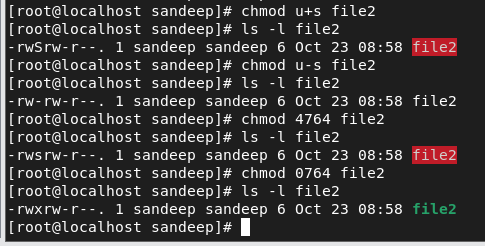 [root@localhost sandeep]# chmod u+s file2
[root@localhost sandeep]# ls -l file2
-rwSrw-r--. 1 sandeep sandeep 6 Oct 23 08:58 file2
[root@localhost sandeep]# chmod u-s file2
[root@localhost sandeep]# ls -l file2
-rw-rw-r--. 1 sandeep sandeep 6 Oct 23 08:58 file2
[root@localhost sandeep]# chmod 4764 file2
[root@localhost sandeep]# ls -l file2
-rwsrw-r--. 1 sandeep sandeep 6 Oct 23 08:58 file2
[root@localhost sandeep]# chmod 0764 file2
[root@localhost sandeep]# ls -l file2
-rwxrw-r--. 1 sandeep sandeep 6 Oct 23 08:58 file2
[root@localhost sandeep]#